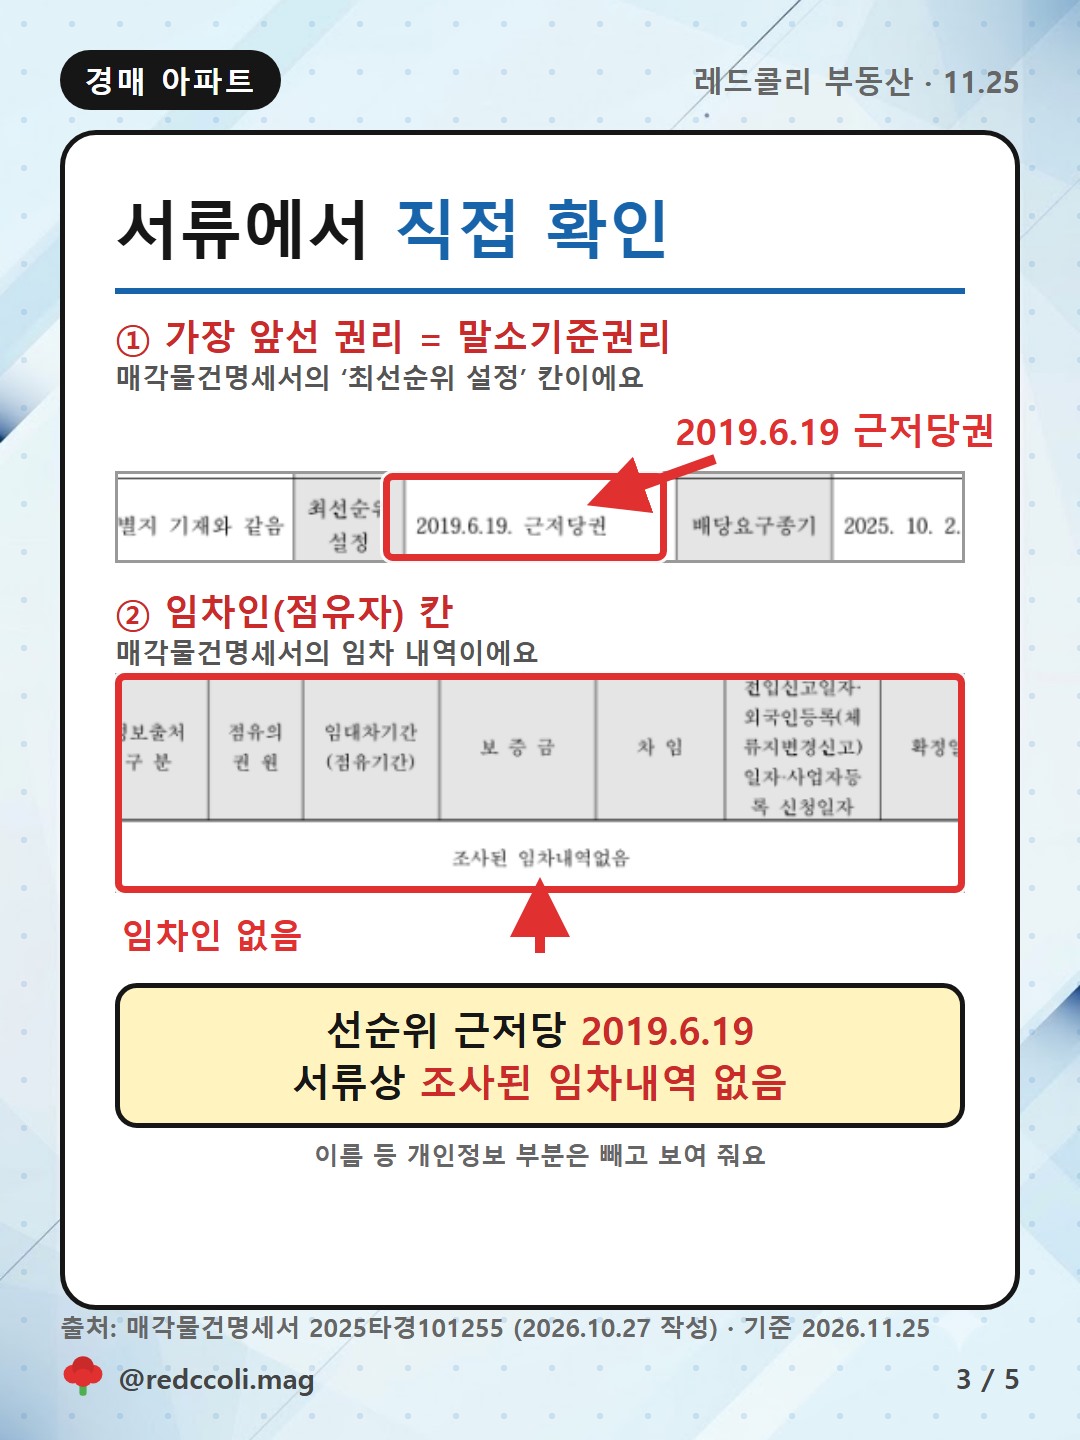 경매 아파트
레드콜리 부동산 · 11.25
서류에서 직접 확인
① 가장 앞선 권리 = 말소기준권리
매각물건명세서의 ‘최선순위 설정’ 칸이에요
2019.6.19 근저당권
별지 기재와 같음
최선순위
설정
2019.6.19. 근저당권
배당요구종기
2025. 10. 2.
② 임차인(점유자) 칸
매각물건명세서의 임차 내역이에요
정보출처
구 분
점유의
권 원
임대차기간
(점유기간)
보 증 금
차 임
전입신고일자·
외국인등록(체
류지변경신고)
일자·사업자등
록 신청일자
조사된 임차내역없음
임차인 없음
선순위 근저당 2019.6.19
서류상 조사된 임차내역 없음
이름 등 개인정보 부분은 빼고 보여 줘요
출처: 매각물건명세서 2025타경101255 (2026.10.27 작성) · 기준 2026.11.25
@redccoli.mag
3 / 5